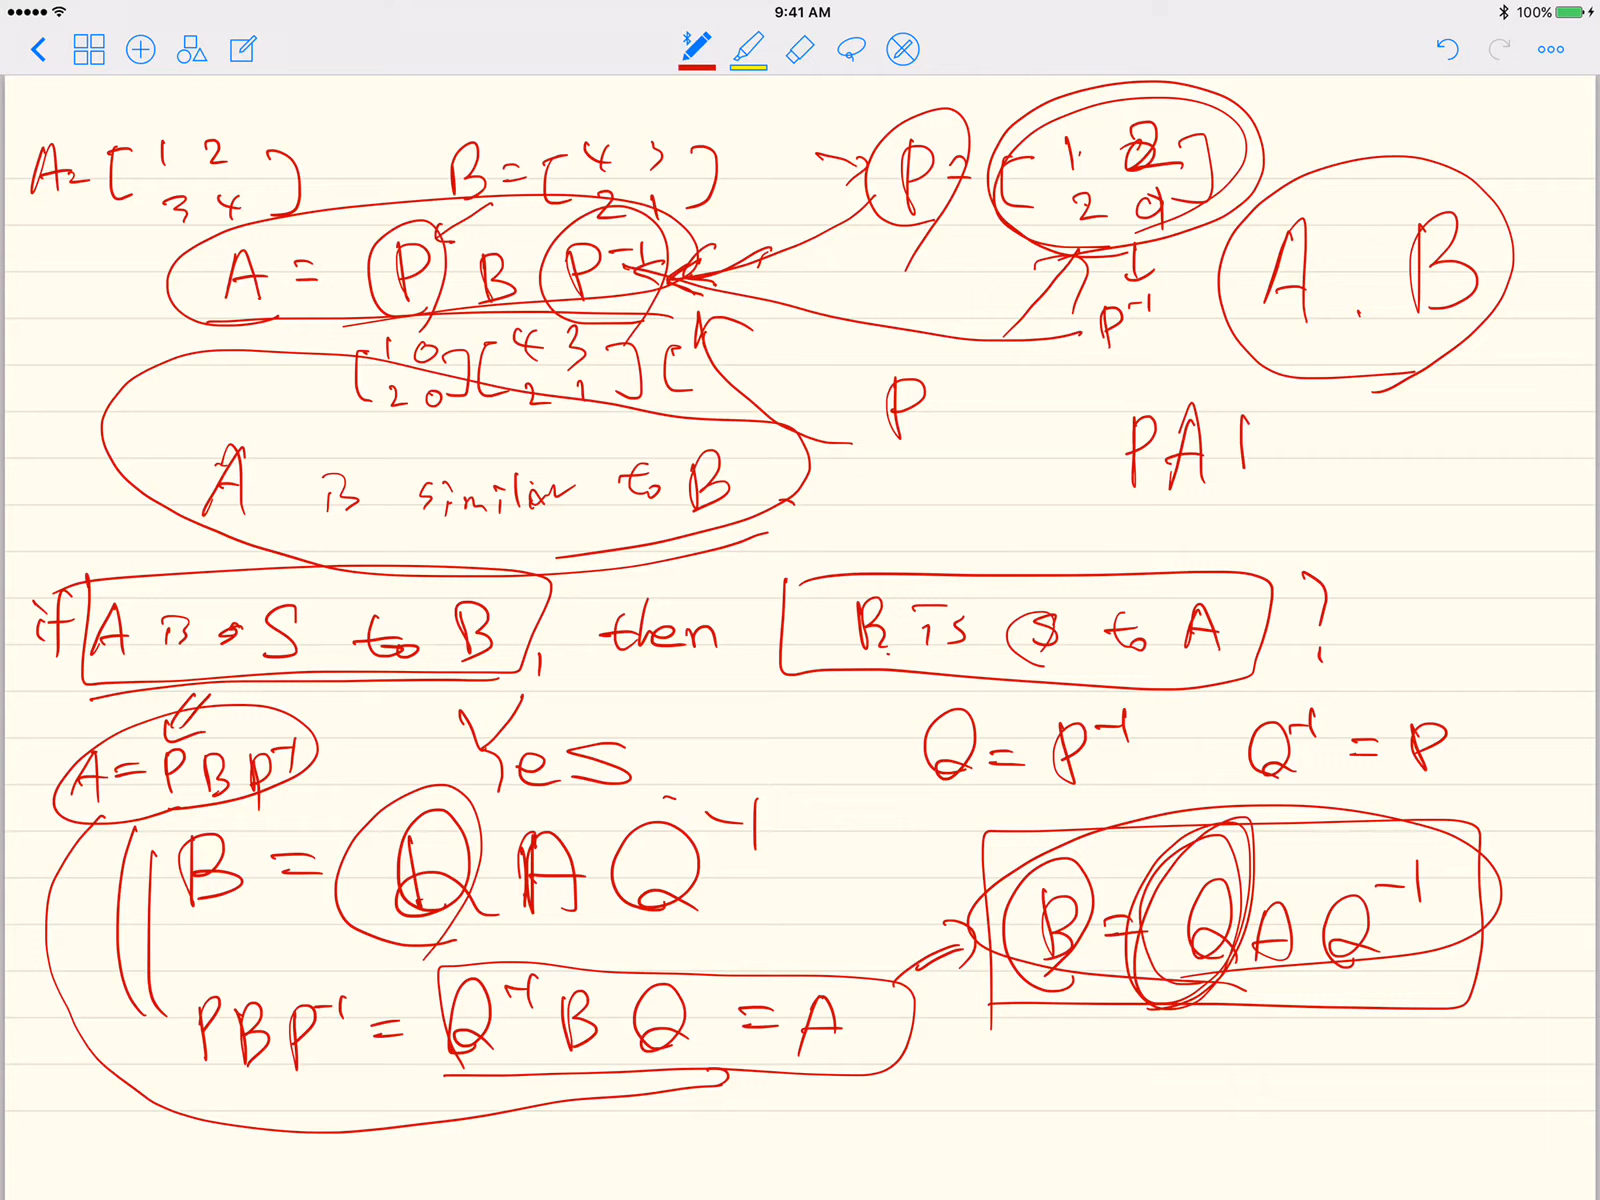 9:41 AM 100%
A = [ 1 2 B = [ 4 3 ] P = [ 1
3 4 ] 2 1 2
A = P B P⁻¹ A . B
P⁻¹
[ 1 0 ] [ 4 3 ] [
2 0 2 1
P PAI
A is similar to B
if A is S to B , then B is S to A ?
A = P B P⁻¹ Yes Q = P⁻¹ Q⁻¹ = P
B = Q A Q⁻¹ B = Q A Q⁻¹
P B P⁻¹ = Q⁻¹ B Q = A